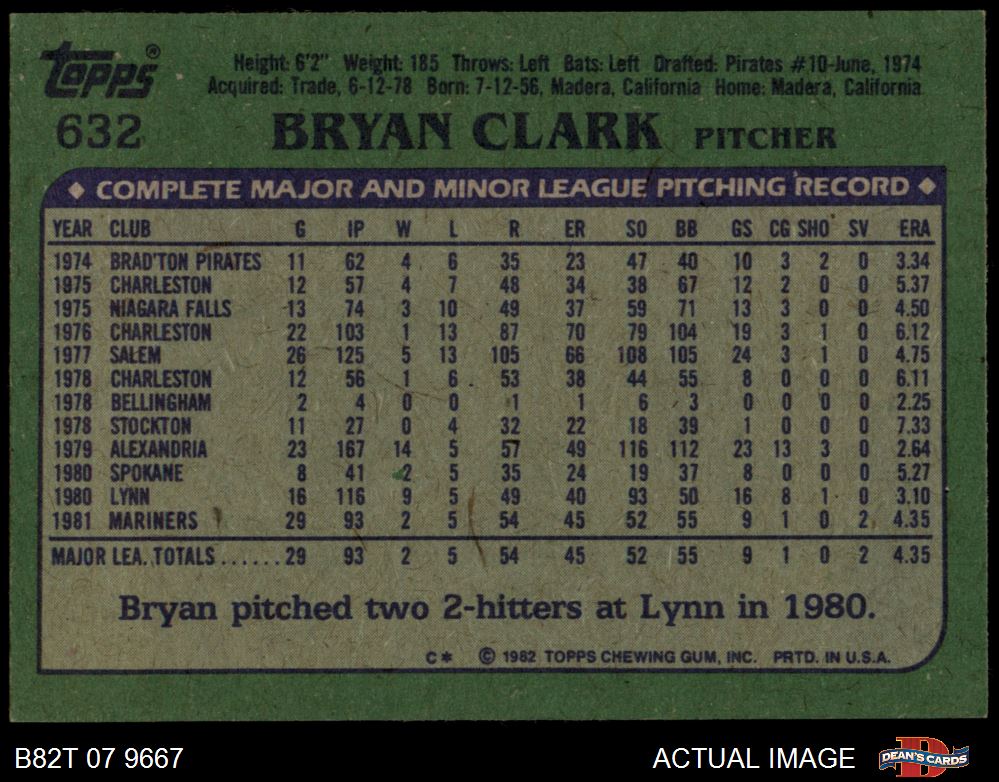 Topps®
Height: 6'2" Weight: 185 Throws: Left Bats: Left Drafted: Pirates #10-June, 1974
Acquired: Trade, 6-12-78 Born: 7-12-56, Madera, California Home: Madera, California
632 BRYAN CLARK PITCHER
◆ COMPLETE MAJOR AND MINOR LEAGUE PITCHING RECORD ◆
YEAR CLUB G IP W L R ER SO BB GS CG SHO SV ERA
1974 BRAD'TON PIRATES 11 62 4 6 35 23 47 40 10 3 2 0 3.34
1975 CHARLESTON 12 57 4 7 48 34 38 67 12 2 0 0 5.37
1975 NIAGARA FALLS 13 74 3 10 49 37 59 71 13 3 0 0 4.50
1976 CHARLESTON 22 103 1 13 87 70 79 104 19 3 1 0 6.12
1977 SALEM 26 125 5 13 105 66 108 105 24 3 1 0 4.75
1978 CHARLESTON 12 56 1 6 53 38 44 55 8 0 0 0 6.11
1978 BELLINGHAM 2 4 0 0 1 1 6 3 0 0 0 0 2.25
1978 STOCKTON 11 27 0 4 32 22 18 39 1 0 0 0 7.33
1979 ALEXANDRIA 23 167 14 5 57 49 116 112 23 13 3 0 2.64
1980 SPOKANE 8 41 2 5 35 24 19 37 8 0 0 0 5.27
1980 LYNN 16 116 9 5 49 40 93 50 16 8 1 0 3.10
1981 MARINERS 29 93 2 5 54 45 52 55 9 1 0 2 4.35
MAJOR LEA. TOTALS ...... 29 93 2 5 54 45 52 55 9 1 0 2 4.35
Bryan pitched two 2-hitters at Lynn in 1980.
C* © 1982 TOPPS CHEWING GUM, INC. PRTD. IN U.S.A.
B82T 07 9667 ACTUAL IMAGE DEAN'S CARDS